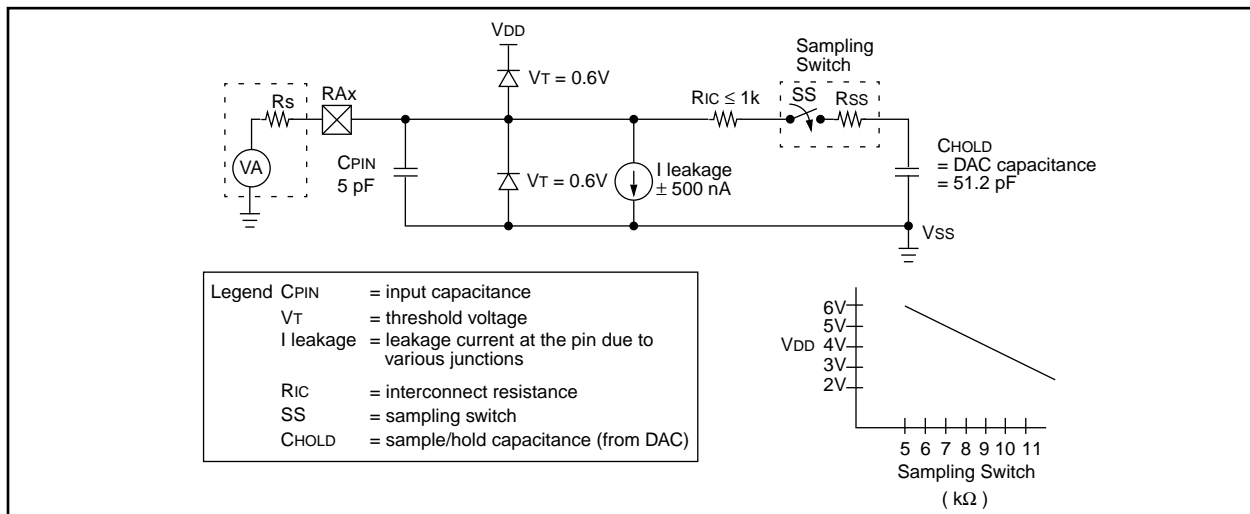 VDD
Sampling
Switch
VT = 0.6V
RAx
RIC ≤ 1k
SS
RSS
Rs
VA
CPIN
5 pF
VT = 0.6V
I leakage
± 500 nA
CHOLD
= DAC capacitance
= 51.2 pF
VSS
Legend CPIN = input capacitance
VT = threshold voltage
I leakage = leakage current at the pin due to
various junctions
RIC = interconnect resistance
SS = sampling switch
CHOLD = sample/hold capacitance (from DAC)
6V
5V
VDD 4V
3V
2V
5 6 7 8 9 10 11
Sampling Switch
( kΩ )